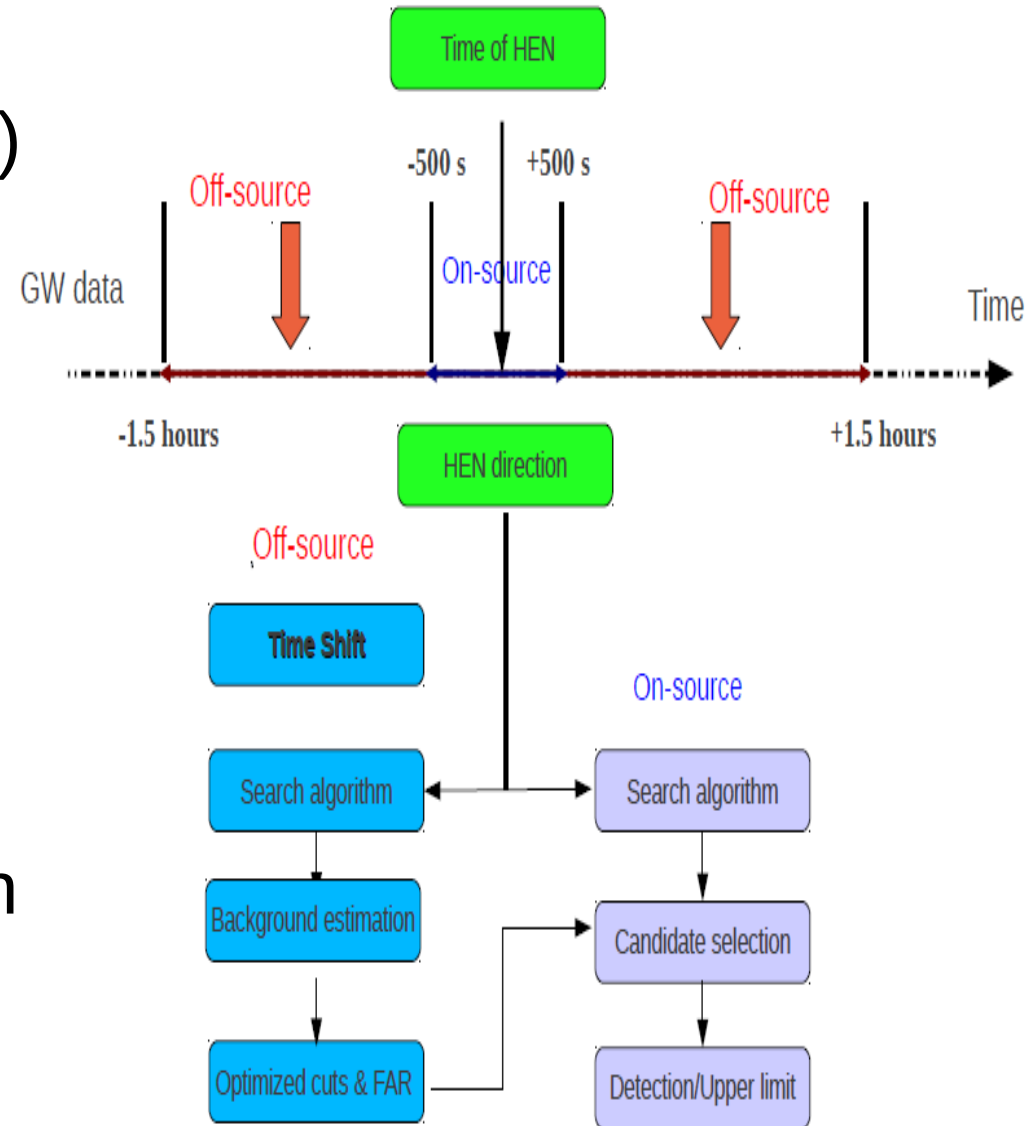 Time of HEN
)
-500 s
+500 s
Off-source
Off-source
On-source
GW data
Time
-1.5 hours
+1.5 hours
HEN direction
Off-source
Time Shift
On-source
Search algorithm
Search algorithm
n
Background estimation
Candidate selection
Optimized cuts & FAR
Detection/Upper limit